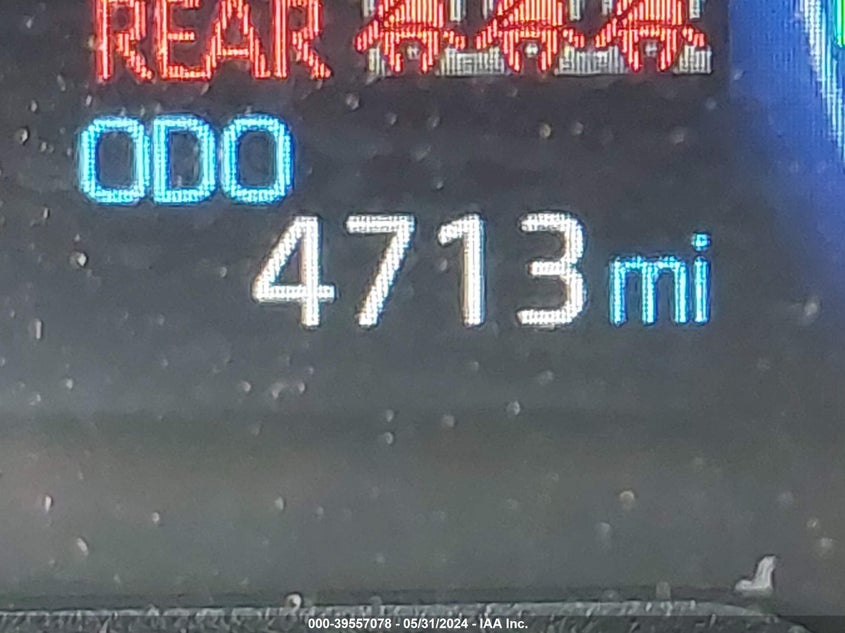 REAR
ODO
4713 mi
000-39557078 - 05/31/2024 - IAA Inc.